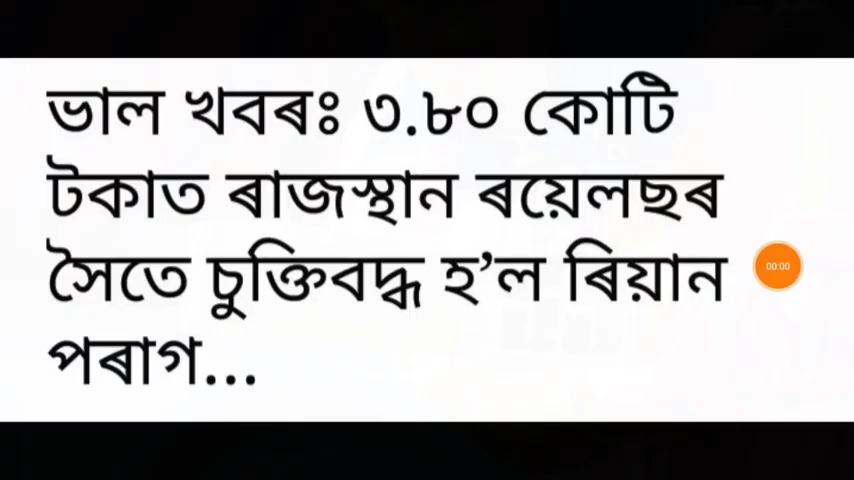 ভাল খবৰঃ ৩.৮০ কোটি
টকাত ৰাজস্থান ৰয়েলছৰ
সৈতে চুক্তিবদ্ধ হ’ল ৰিয়ান
পৰাগ...
00:00